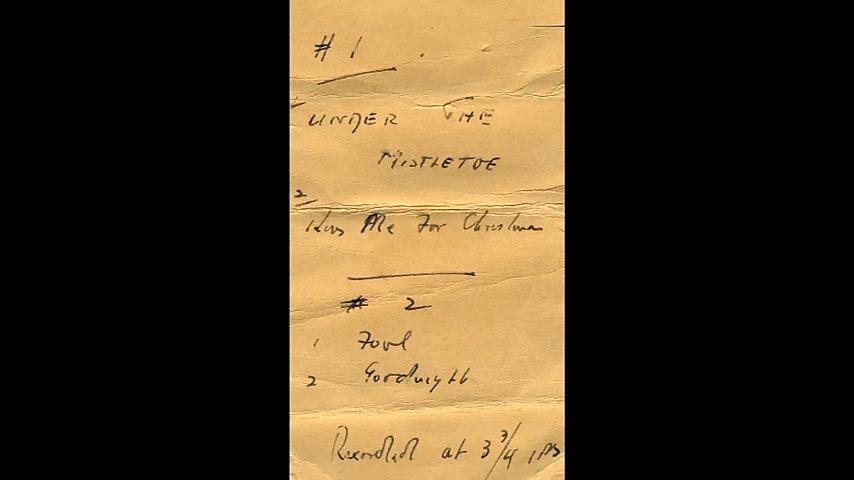 # 1
1/
UNDER THE
MISTLETOE
2/
Kiss Me For Christmas
# 2
1 Fool
2 Goodnight
Recorded at 3 3/4 IPS